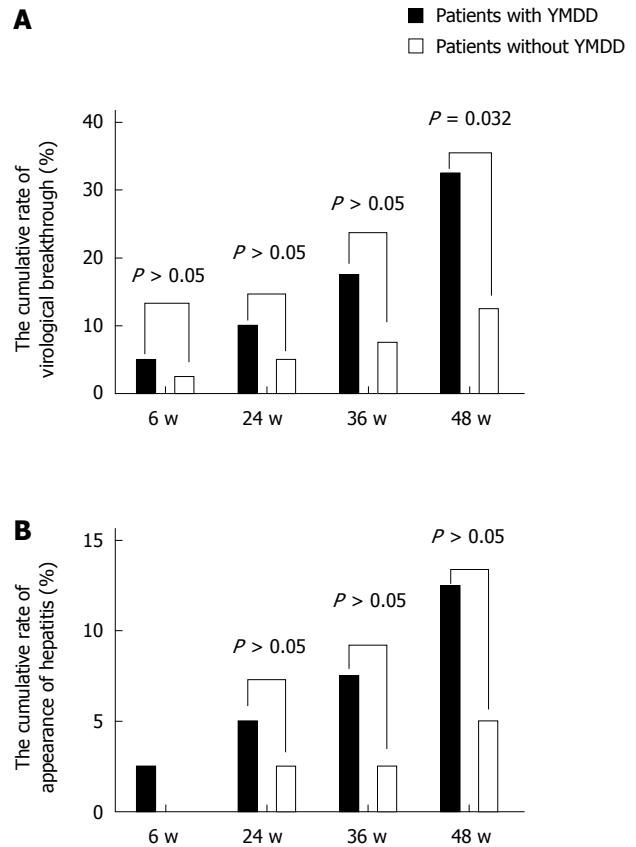 A
Patients with YMDD
Patients without YMDD
The cumulative rate of
virological breakthrough (%)
40
30
20
10
0
P > 0.05
P > 0.05
P > 0.05
P = 0.032
6 w
24 w
36 w
48 w
B
The cumulative rate of
appearance of hepatitis (%)
15
10
5
0
P > 0.05
P > 0.05
P > 0.05
6 w
24 w
36 w
48 w